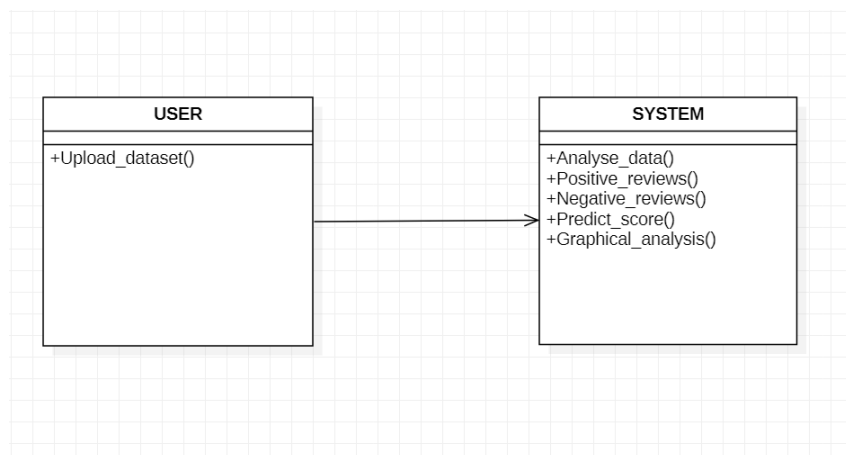 USER
+Upload_dataset()
SYSTEM
+Analyse_data()
+Positive_reviews()
+Negative_reviews()
+Predict_score()
+Graphical_analysis()